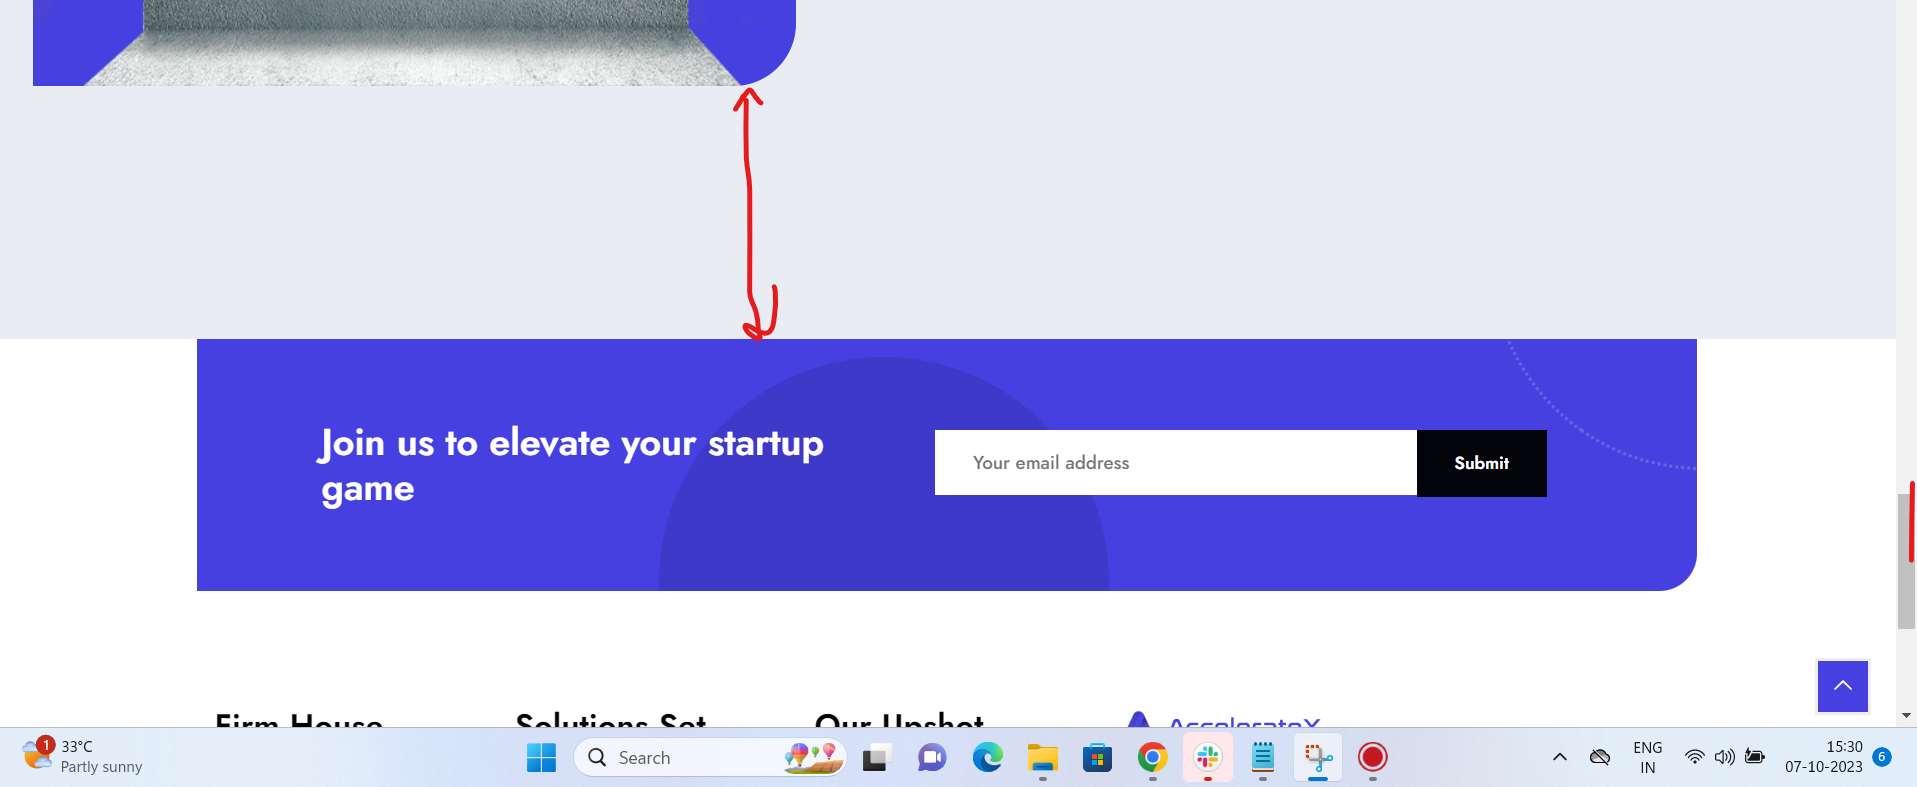 Join us to elevate your startup
game
Your email address
Submit
Firm House
Solutions Set
Our Upshot
AccelerateX
1
33°C
Partly sunny
Search
ENG
IN
15:30
07-10-2023
6